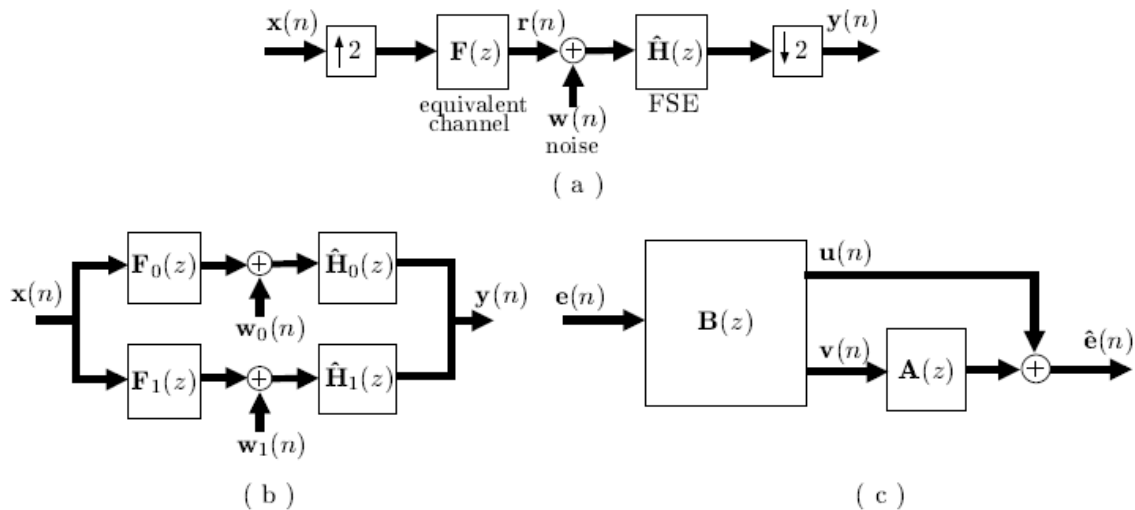 x(n) r(n) y(n)
↑2 F(z) + Ĥ(z) ↓2
equivalent
channel
w(n)
noise
FSE
( a )
x(n) F₀(z) + Ĥ₀(z) y(n)
w₀(n)
F₁(z) + Ĥ₁(z)
w₁(n)
( b )
e(n) B(z) u(n)
v(n) A(z) + ê(n)
( c )